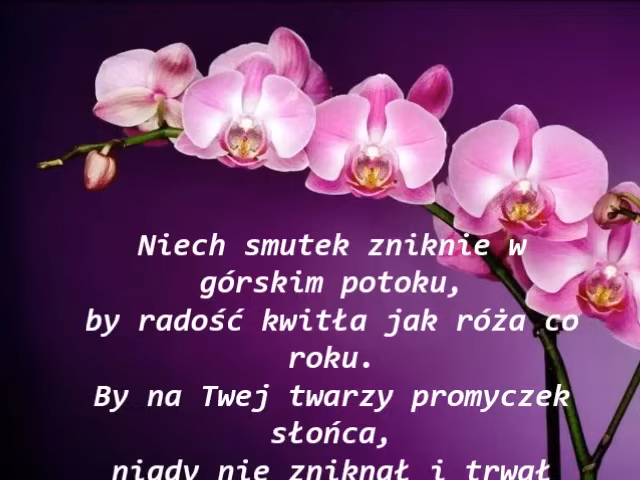 Niech smutek zniknie w
górskim potoku,
by radość kwitła jak róża co
roku.
By na Twej twarzy promyczek
słońca,
nigdy nie zniknął i trwał